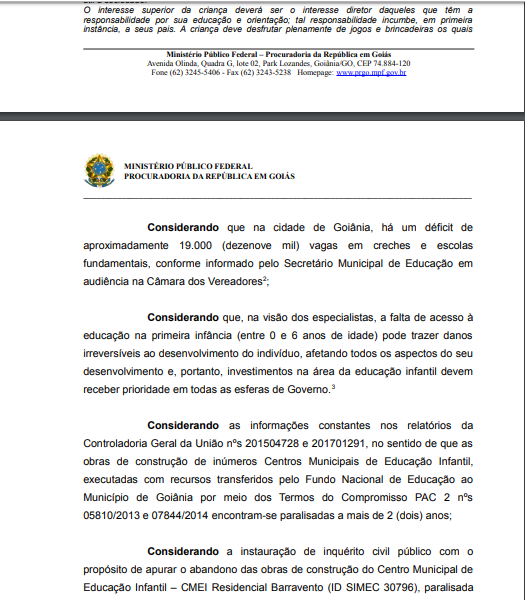 O interesse superior da criança deverá ser o interesse diretor daqueles que têm a
responsabilidade por sua educação e orientação; tal responsabilidade incumbe, em primeira
instância, a seus pais. A criança deve desfrutar plenamente de jogos e brincadeiras os quais
Ministério Público Federal – Procuradoria da República em Goiás
Avenida Olinda, Quadra G, lote 02, Park Lozandes, Goiânia/GO, CEP 74.884-120
Fone (62) 3245-5406 - Fax (62) 3243-5238 Homepage: www.prgo.mpf.gov.br
MINISTÉRIO PÚBLICO FEDERAL
PROCURADORIA DA REPÚBLICA EM GOIÁS
Considerando que na cidade de Goiânia, há um déficit de
aproximadamente 19.000 (dezenove mil) vagas em creches e escolas
fundamentais, conforme informado pelo Secretário Municipal de Educação em
audiência na Câmara dos Vereadores²;
Considerando que, na visão dos especialistas, a falta de acesso à
educação na primeira infância (entre 0 e 6 anos de idade) pode trazer danos
irreversíveis ao desenvolvimento do indivíduo, afetando todos os aspectos do seu
desenvolvimento e, portanto, investimentos na área da educação infantil devem
receber prioridade em todas as esferas de Governo.³
Considerando as informações constantes nos relatórios da
Controladoria Geral da União nºs 201504728 e 201701291, no sentido de que as
obras de construção de inúmeros Centros Municipais de Educação Infantil,
executadas com recursos transferidos pelo Fundo Nacional de Educação ao
Município de Goiânia por meio dos Termos do Compromisso PAC 2 nºs
05810/2013 e 07844/2014 encontram-se paralisadas a mais de 2 (dois) anos;
Considerando a instauração de inquérito civil público com o
propósito de apurar o abandono das obras de construção do Centro Municipal de
Educação Infantil – CMEI Residencial Barravento (ID SIMEC 30796), paralisada